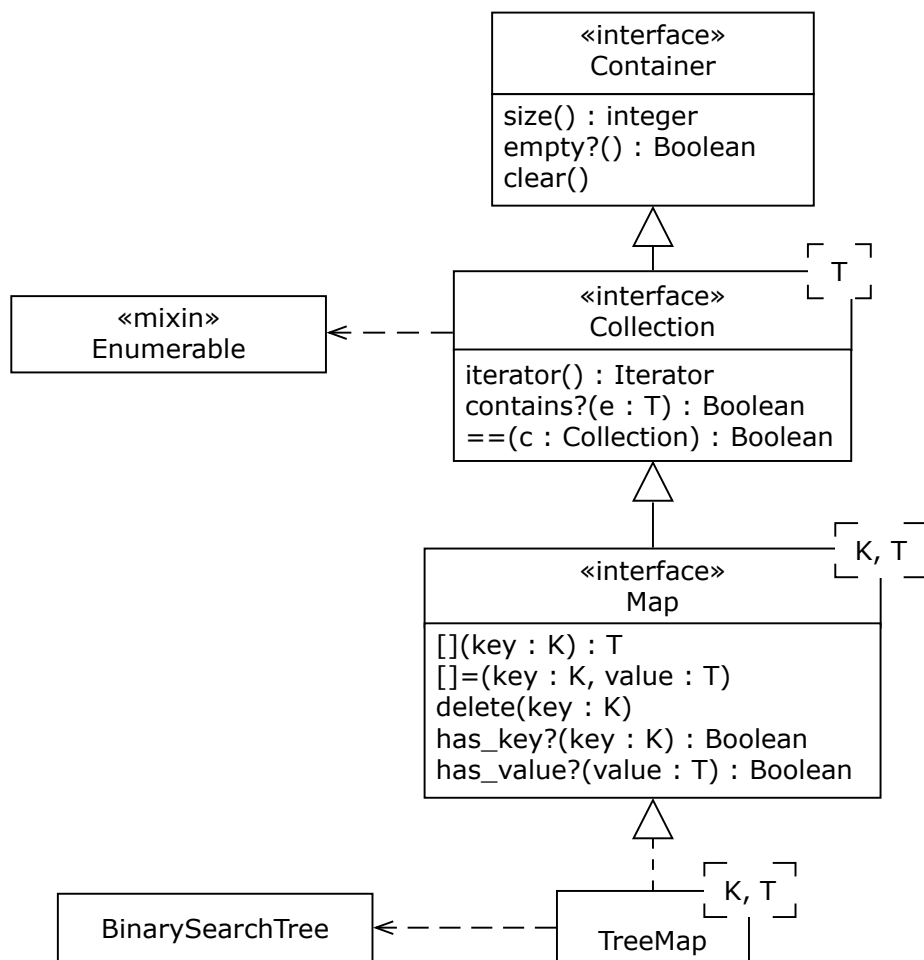 «interface»
Container
size() : integer
empty?() : Boolean
clear()
T
«interface»
Collection
«mixin»
Enumerable
iterator() : Iterator
contains?(e : T) : Boolean
==(c : Collection) : Boolean
K, T
«interface»
Map
[](key : K) : T
[]=(key : K, value : T)
delete(key : K)
has_key?(key : K) : Boolean
has_value?(value : T) : Boolean
K, T
BinarySearchTree
TreeMap